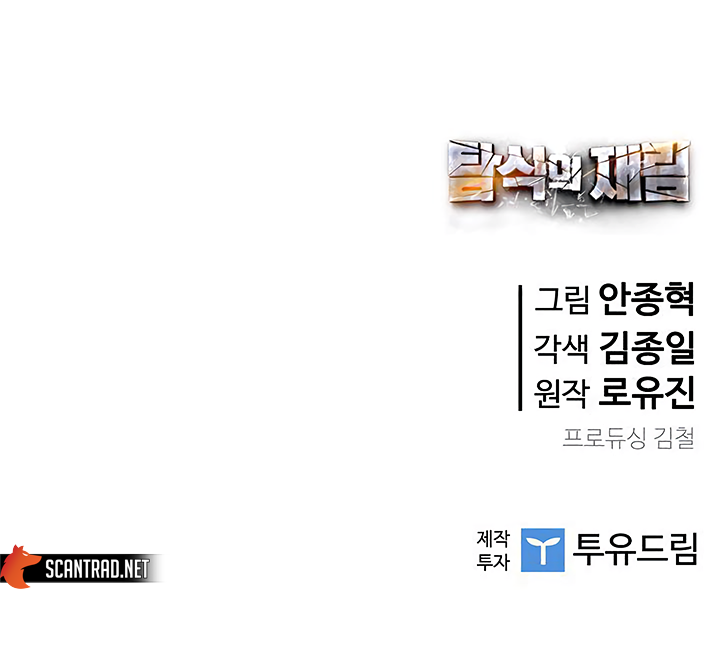 탐식의 재림
그림 안종혁
각색 김종일
원작 로유진
프로듀싱 김철
제작
투자
투유드림
SCANTRAD.NET